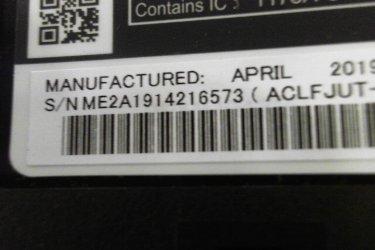 Contains IC:
MANUFACTURED: APRIL 2019
S/N ME2A1914216573 ( ACLFJUT-